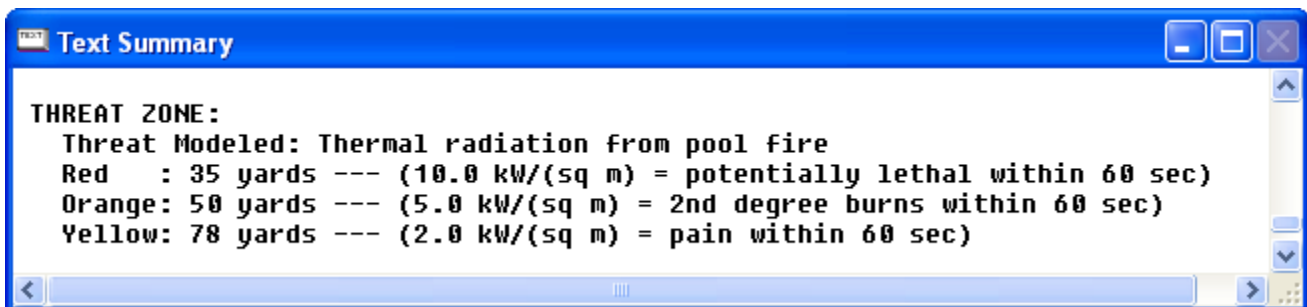 Text Summary
THREAT ZONE:
Threat Modeled: Thermal radiation from pool fire
Red   : 35 yards --- (10.0 kW/(sq m) = potentially lethal within 60 sec)
Orange: 50 yards --- (5.0 kW/(sq m) = 2nd degree burns within 60 sec)
Yellow: 78 yards --- (2.0 kW/(sq m) = pain within 60 sec)